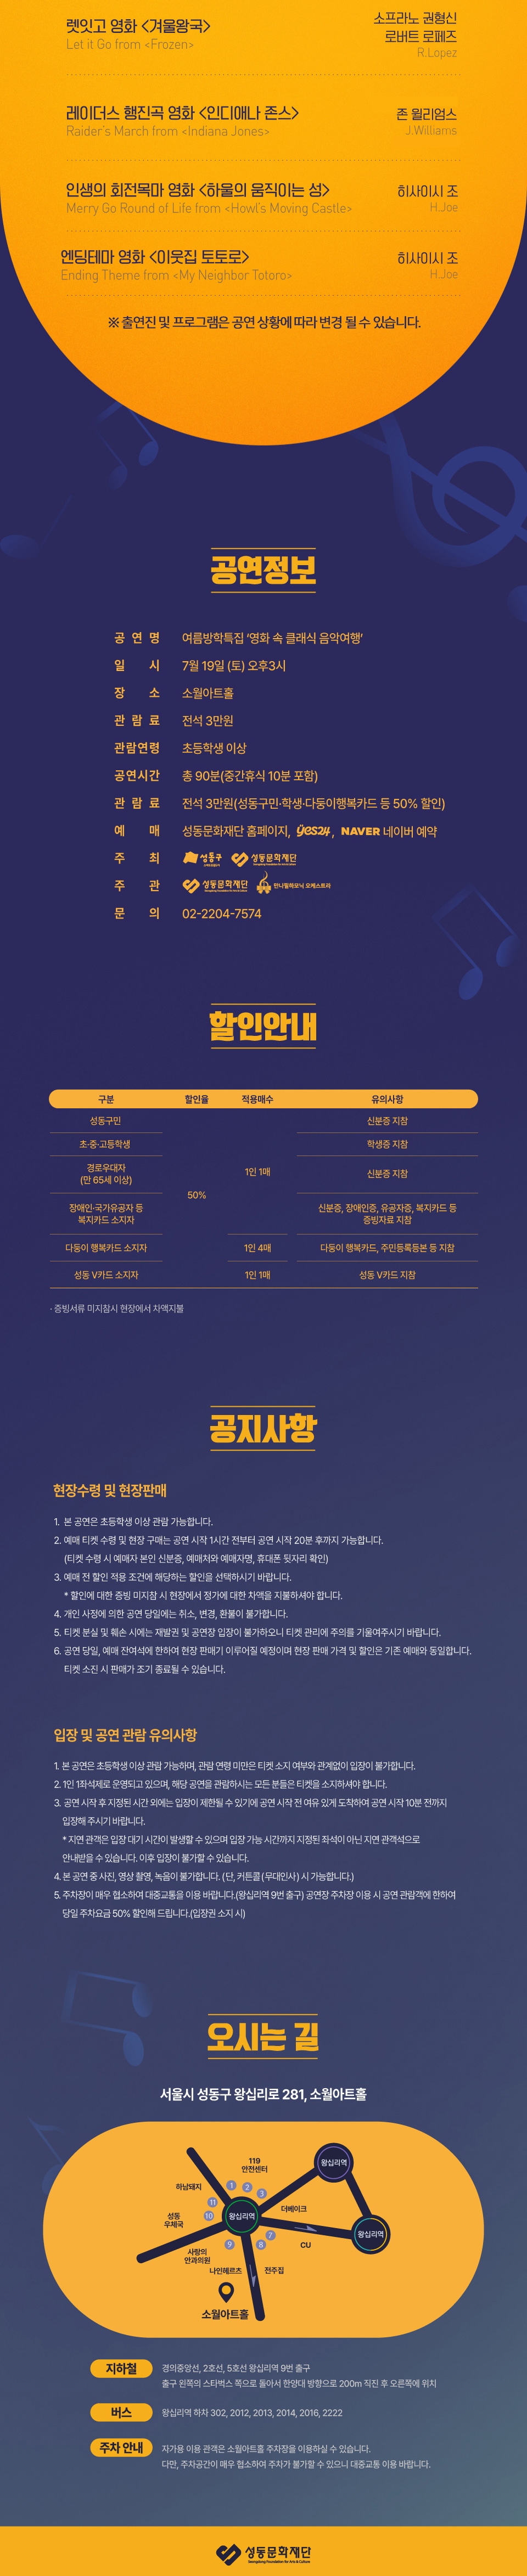 렛잇고 영화 <겨울왕국>
Let it Go from <Frozen>
소프라노 권형신
로버트 로페즈
R.Lopez
레이더스 행진곡 영화 <인디애나 존스>
Raider's March from <Indiana Jones>
존 윌리엄스
J.Williams
인생의 회전목마 영화 <하울의 움직이는 성>
Merry Go Round of Life from <Howl's Moving Castle>
히사이시 조
H.Joe
엔딩테마 영화 <이웃집 토토로>
Ending Theme from <My Neighbor Totoro>
히사이시 조
H.Joe
※ 출연진 및 프로그램은 공연 상황에 따라 변경 될 수 있습니다.
공연정보
공 연 명 여름방학특집 '영화 속 클래식 음악여행'
일 시 7월 19일 (토) 오후3시
장 소 소월아트홀
관 람 료 전석 3만원
관람연령 초등학생 이상
공연시간 총 90분(중간휴식 10분 포함)
관 람 료 전석 3만원(성동구민·학생·다둥이행복카드 등 50% 할인)
예 매 성동문화재단 홈페이지, yes24, NAVER 네이버 예약
주 최 성동구 성동문화재단
주 관 성동문화재단 만나필하모닉 오케스트라
문 의 02-2204-7574
할인안내
구분 할인율 적용매수 유의사항
성동구민 신분증 지참
초·중·고등학생 학생증 지참
경로우대자
(만 65세 이상)
1인 1매
신분증 지참
50%
장애인·국가유공자 등
복지카드 소지자
신분증, 장애인증, 유공자증, 복지카드 등
증빙자료 지참
다둥이 행복카드 소지자 1인 4매 다둥이 행복카드, 주민등록등본 등 지참
성동 V카드 소지자 1인 1매 성동 V카드 지참
· 증빙서류 미지참시 현장에서 차액지불
공지사항
현장수령 및 현장판매
1. 본 공연은 초등학생 이상 관람 가능합니다.
2. 예매 티켓 수령 및 현장 구매는 공연 시작 1시간 전부터 공연 시작 20분 후까지 가능합니다.
(티켓 수령 시 예매자 본인 신분증, 예매처와 예매자명, 휴대폰 뒷자리 확인)
3. 예매 전 할인 적용 조건에 해당하는 할인을 선택하시기 바랍니다.
* 할인에 대한 증빙 미지참 시 현장에서 정가에 대한 차액을 지불하셔야 합니다.
4. 개인 사정에 의한 공연 당일에는 취소, 변경, 환불이 불가합니다.
5. 티켓 분실 및 훼손 시에는 재발권 및 공연장 입장이 불가하오니 티켓 관리에 주의를 기울여주시기 바랍니다.
6. 공연 당일, 예매 잔여석에 한하여 현장 판매가 이루어질 예정이며 현장 판매 가격 및 할인은 기존 예매와 동일합니다.
티켓 소진 시 판매가 조기 종료될 수 있습니다.
입장 및 공연 관람 유의사항
1. 본 공연은 초등학생 이상 관람 가능하며, 관람 연령 미만은 티켓 소지 여부와 관계없이 입장이 불가합니다.
2. 1인 1좌석제로 운영되고 있으며, 해당 공연을 관람하시는 모든 분들은 티켓을 소지하셔야 합니다.
3. 공연 시작 후 지정된 시간 외에는 입장이 제한될 수 있기에 공연 시작 전 여유 있게 도착하여 공연 시작 10분 전까지
입장해 주시기 바랍니다.
* 지연 관객은 입장 대기 시간이 발생할 수 있으며 입장 가능 시간까지 지정된 좌석이 아닌 지연 관객석으로
안내받을 수 있습니다. 이후 입장이 불가할 수 있습니다.
4. 본 공연 중 사진, 영상 촬영, 녹음이 불가합니다. (단, 커튼콜(무대인사) 시 가능합니다.)
5. 주차장이 매우 협소하여 대중교통을 이용 바랍니다.(왕십리역 9번 출구) 공연장 주차장 이용 시 공연 관람객에 한하여
당일 주차요금 50% 할인해 드립니다.(입장권 소지 시)
오시는 길
서울시 성동구 왕십리로 281, 소월아트홀
119
안전센터
왕십리역
하남돼지
1
2
3
11
더베이크
성동
우체국
10
왕십리역
왕십리역
7
9
8
CU
사랑의
안과의원
나인헤르츠
전주집
소월아트홀
지하철
경의중앙선, 2호선, 5호선 왕십리역 9번 출구
출구 왼쪽의 스타벅스 쪽으로 돌아서 한양대 방향으로 200m 직진 후 오른쪽에 위치
버스
왕십리역 하차 302, 2012, 2013, 2014, 2016, 2222
주차 안내
자가용 이용 관객은 소월아트홀 주차장을 이용하실 수 있습니다.
다만, 주차공간이 매우 협소하여 주차가 불가할 수 있으니 대중교통 이용 바랍니다.
성동문화재단
Seongdong Foundation for Arts & Culture